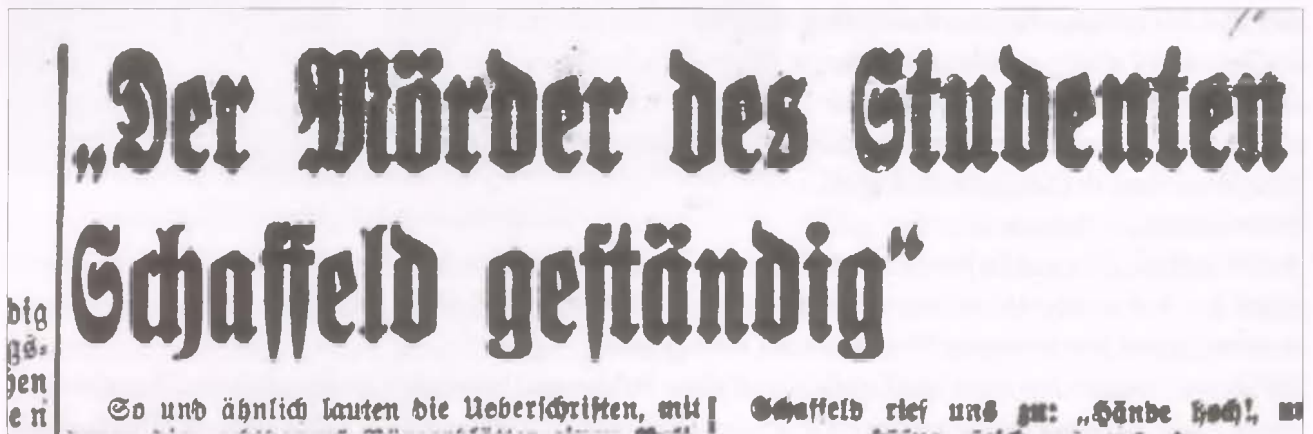 „Der Mörder des Studenten
Schaffeld geständig“
So und ähnlich lauten die Ueberschriften, mit
Schaffeld rief uns zu: „Hände hoch!,